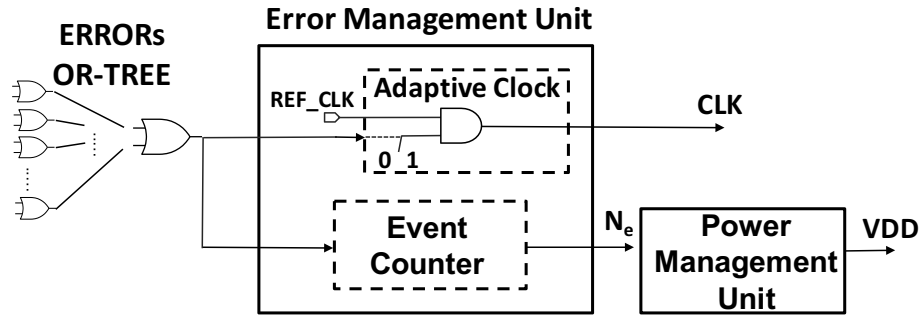 Error Management Unit
ERRORs
OR-TREE
Adaptive Clock
REF_CLK
CLK
0 1
Event
Counter
Ne
Power
Management
Unit
VDD